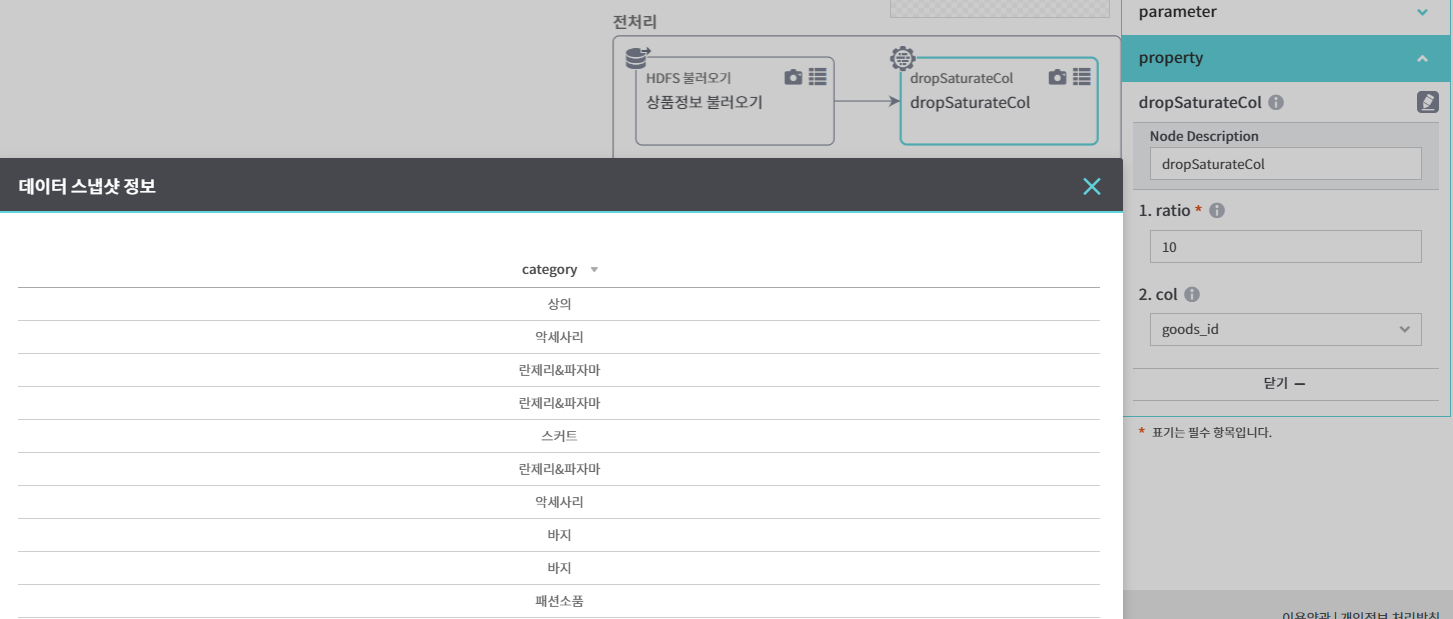 전처리
HDFS 불러오기
상품정보 불러오기
dropSaturateCol
dropSaturateCol
데이터 스냅샷 정보
category
상의
악세사리
란제리&파자마
란제리&파자마
스커트
란제리&파자마
악세사리
바지
바지
패션소품
parameter
property
dropSaturateCol
Node Description
dropSaturateCol
1. ratio *
10
2. col
goods_id
닫기
* 표기는 필수 항목입니다.
이용약관 | 개인정보 처리방침